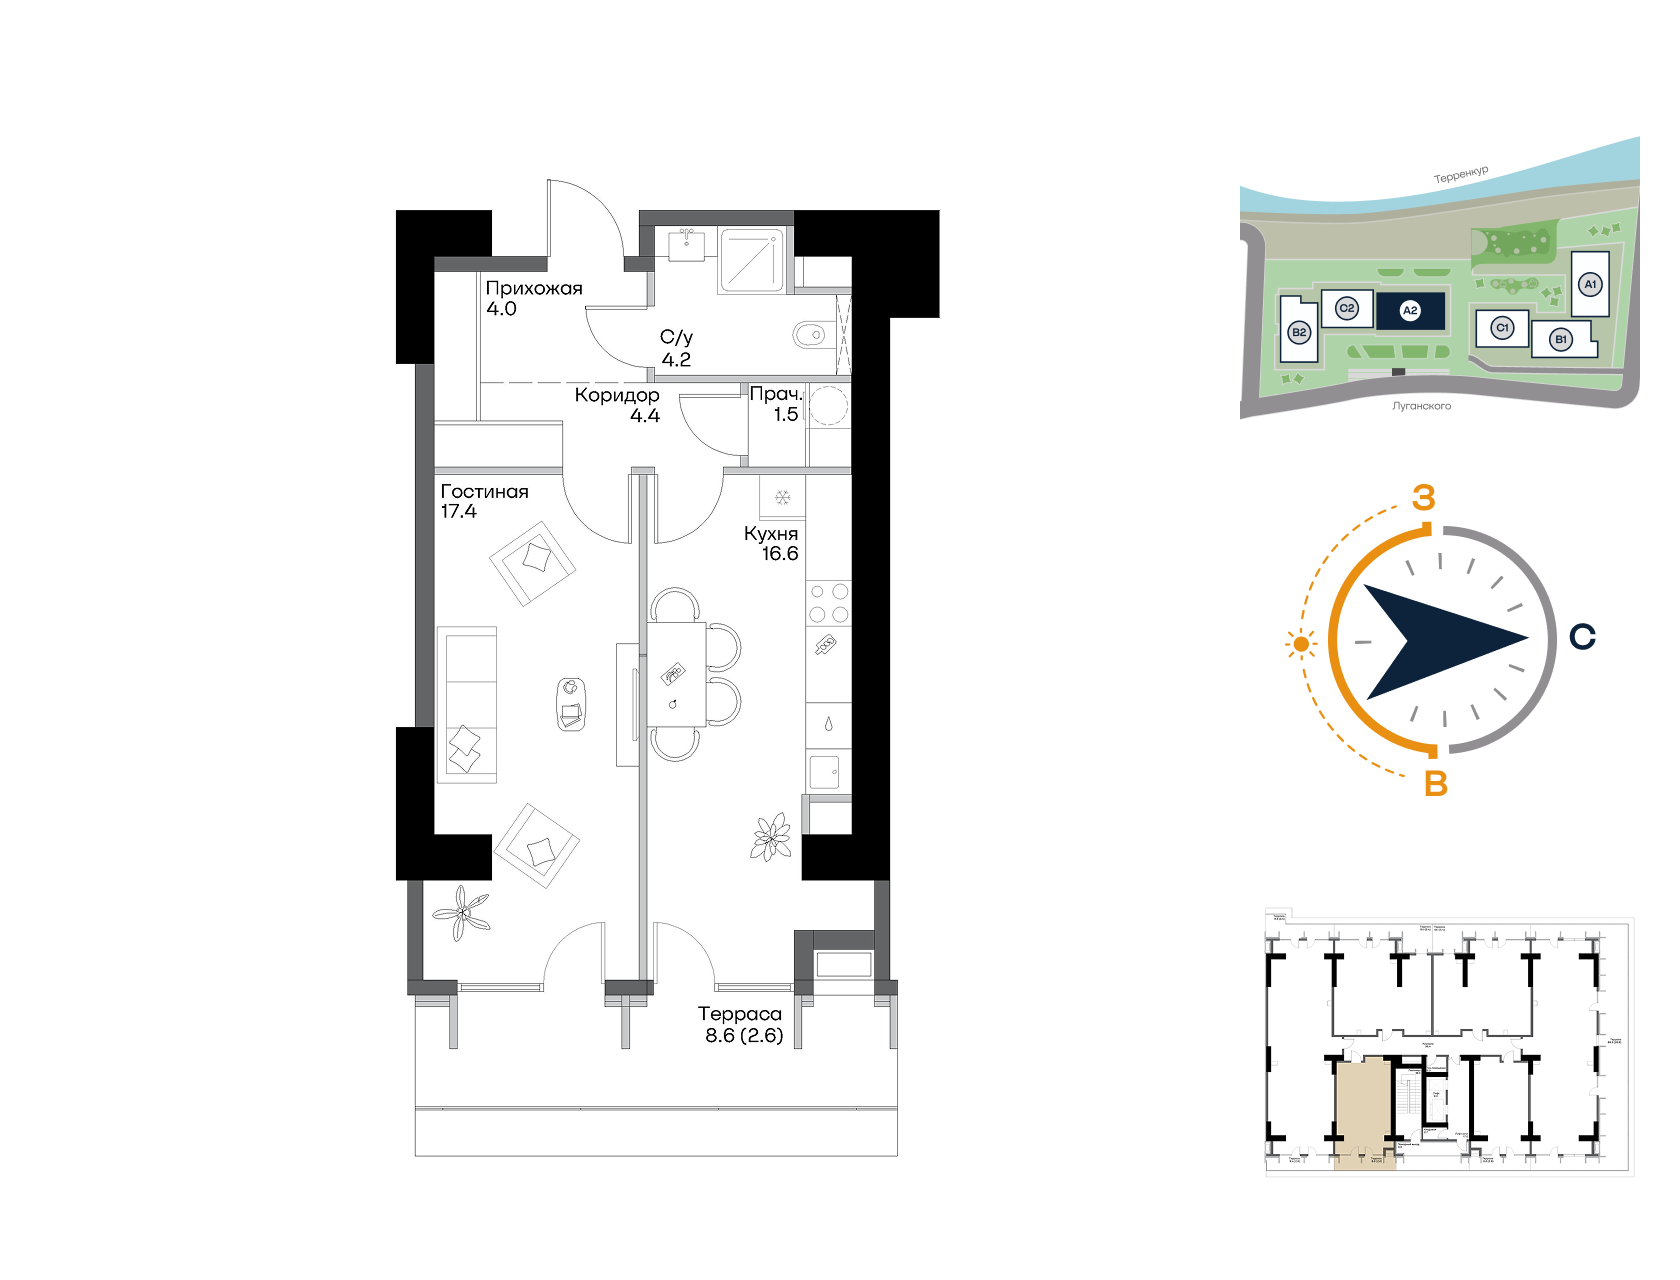 Прихожая
4.0
С/у
4.2
Коридор
4.4
Прач.
1.5
Гостиная
17.4
Кухня
16.6
Терраса
8.6 (2.6)
Терренкур
A1
C2
A2
B2
C1
B1
Луганского
З
С
В